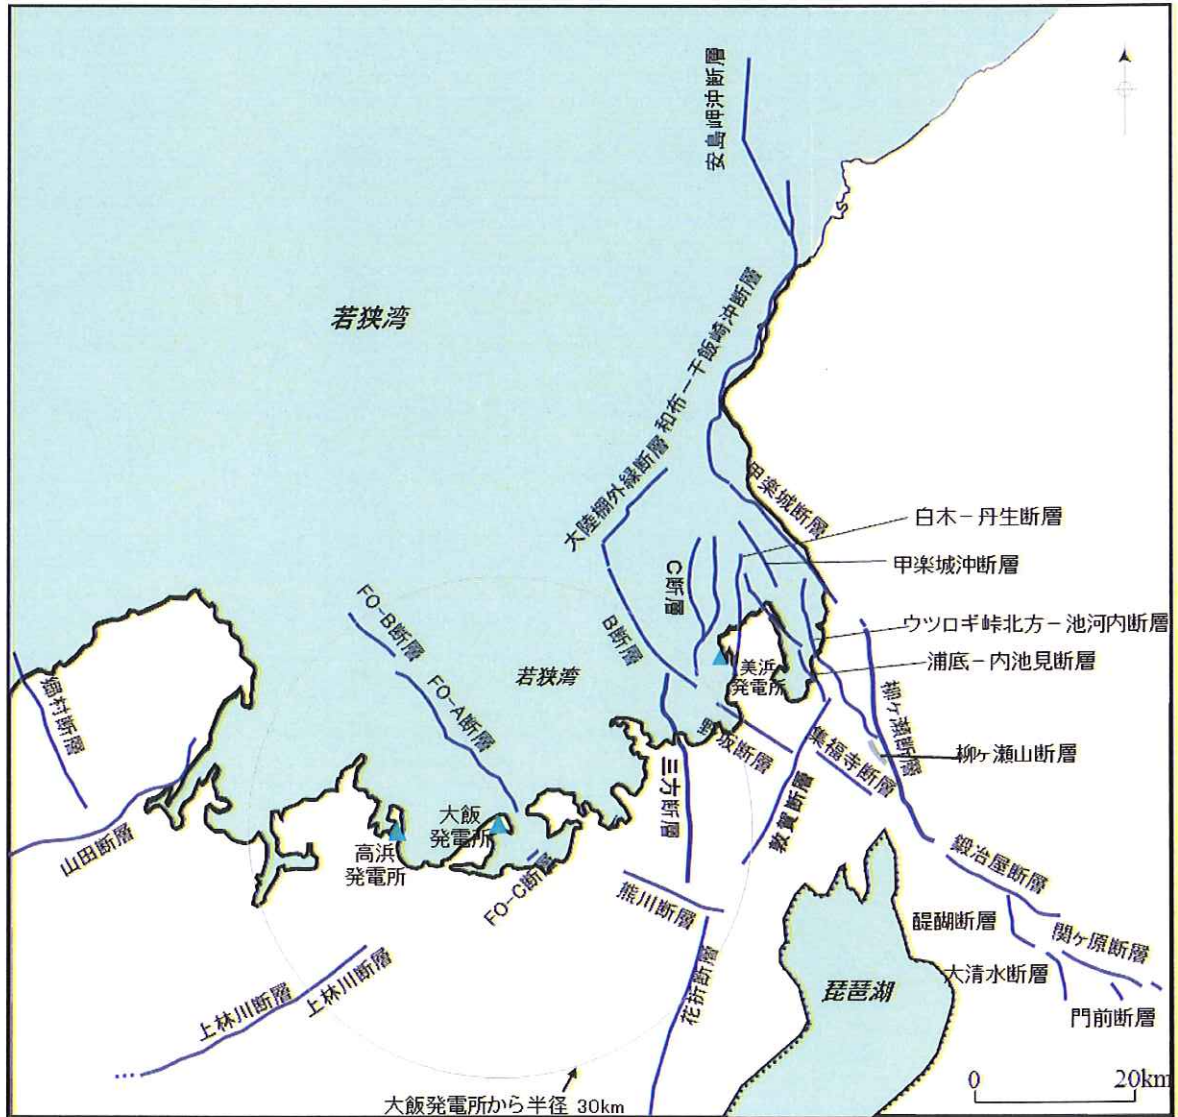 安島岬沖断層
若狭湾
和布－干飯崎沖断層
大陸棚外縁断層
甲楽城断層
白木－丹生断層
甲楽城沖断層
C断層
B断層
ウツロギ峠北方－池河内断層
浦底－内池見断層
FO-B断層
FO-A断層
若狭湾
美浜
発電所
郷村断層
野坂断層
集福寺断層
柳ヶ瀬断層
柳ヶ瀬山断層
三方断層
敦賀断層
山田断層
高浜
発電所
大飯
発電所
FO-C断層
熊川断層
鍛冶屋断層
醍醐断層
関ヶ原断層
大清水断層
門前断層
上林川断層
上林川断層
花折断層
琵琶湖
大飯発電所から半径 30km
0
20km